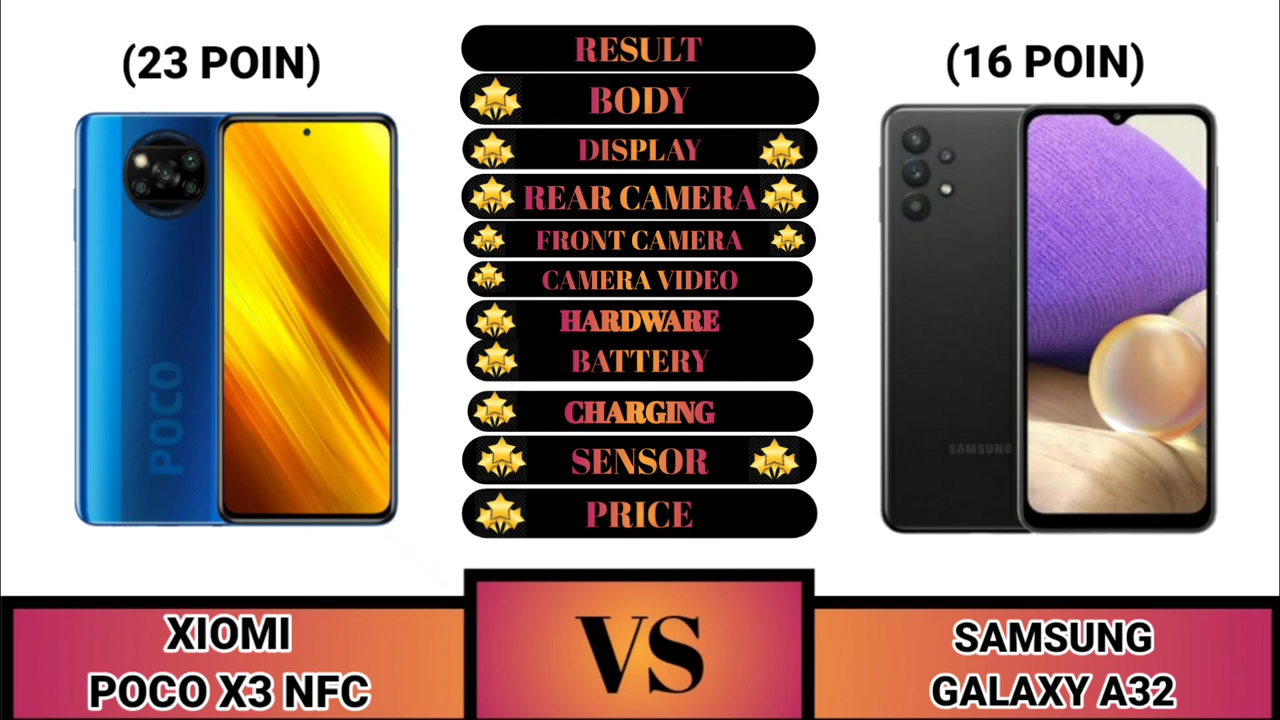 (23 POIN)
RESULT
(16 POIN)
BODY
DISPLAY
REAR CAMERA
FRONT CAMERA
CAMERA VIDEO
HARDWARE
BATTERY
CHARGING
SENSOR
PRICE
POCO
SAMSUNG
XIOMI
POCO X3 NFC
VS
SAMSUNG
GALAXY A32